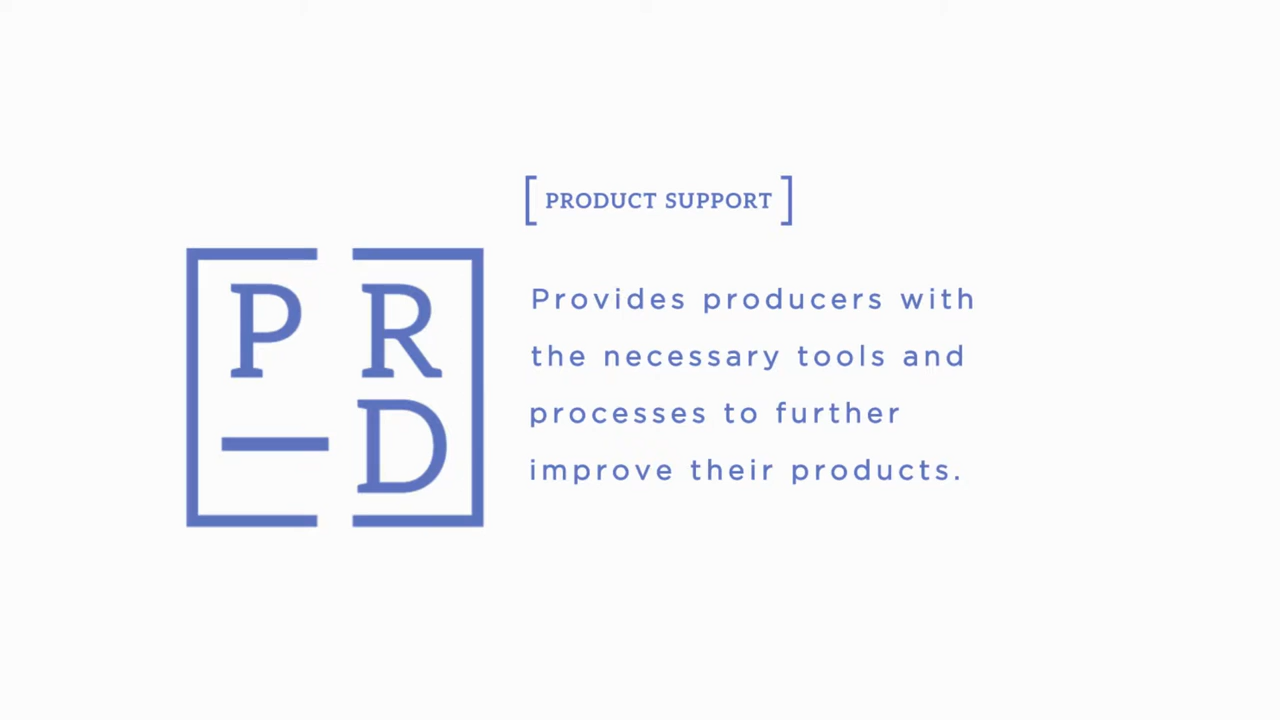 P R
— D
[ PRODUCT SUPPORT ]
Provides producers with
the necessary tools and
processes to further
improve their products.